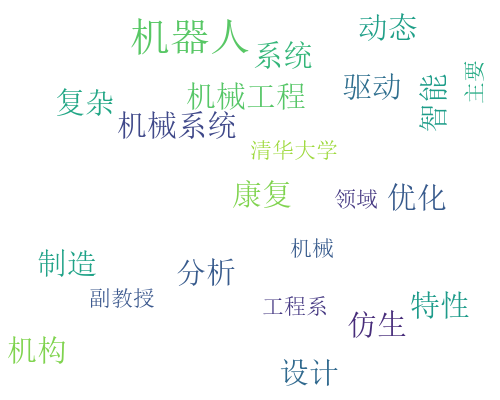 机器人
动态
系统
主要
智能
驱动
机械工程
复杂
机械系统
清华大学
康复
领域
优化
机械
制造
分析
副教授
工程系
特性
仿生
机构
设计